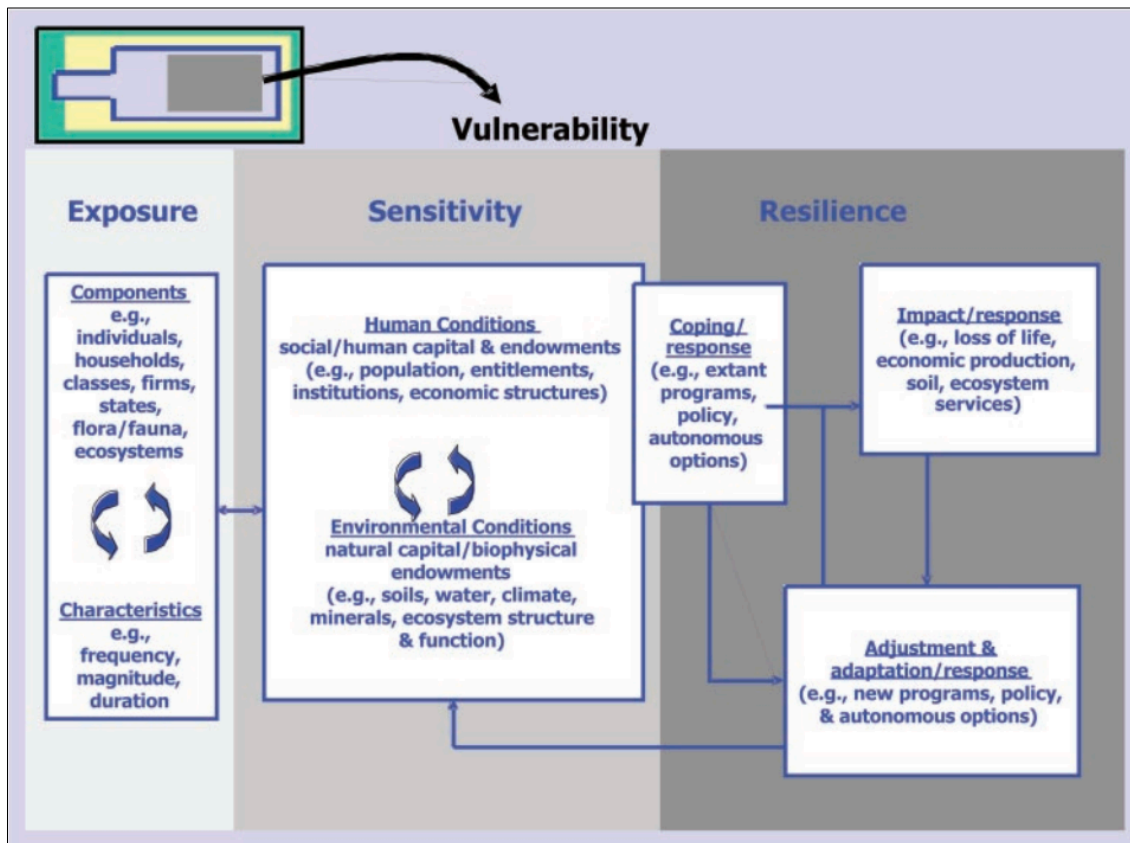 Vulnerability
Exposure
Sensitivity
Resilience
Components
e.g.,
individuals,
households,
classes, firms,
states,
flora/fauna,
ecosystems
Characteristics
e.g.,
frequency,
magnitude,
duration
Human Conditions
social/human capital & endowments
(e.g., population, entitlements,
institutions, economic structures)
Environmental Conditions
natural capital/biophysical
endowments
(e.g., soils, water, climate,
minerals, ecosystem structure
& function)
Coping/
response
(e.g., extant
programs,
policy,
autonomous
options)
Impact/response
(e.g., loss of life,
economic production,
soil, ecosystem
services)
Adjustment &
adaptation/response
(e.g., new programs, policy,
& autonomous options)